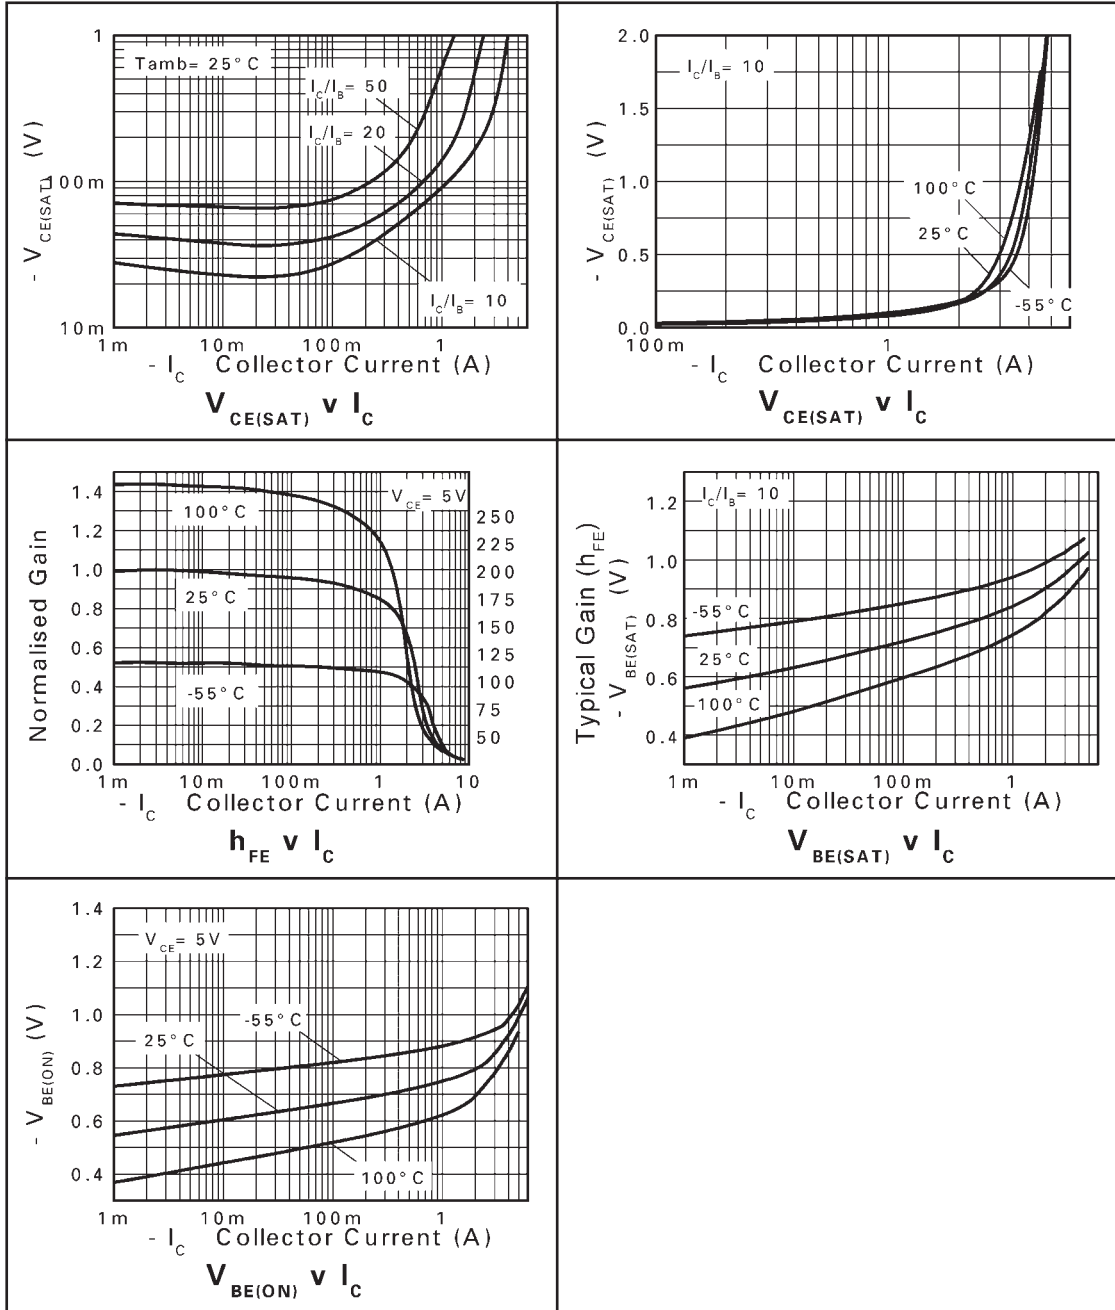 1
Tamb= 25°C
I_C/I_B= 50
I_C/I_B= 20
100m
I_C/I_B= 10
10m
- V_CE(SAT) (V)
1m 10m 100m 1
- I_C Collector Current (A)
V_CE(SAT) v I_C
2.0
I_C/I_B= 10
1.5
1.0
100°C
25°C
0.5
-55°C
0.0
- V_CE(SAT) (V)
100m 1
- I_C Collector Current (A)
V_CE(SAT) v I_C
1.4
V_CE= 5V
100°C
1.2
1.0
25°C
0.8
0.6
0.4
-55°C
0.2
0.0
Normalised Gain
250
225
200
175
150
125
100
75
50
Typical Gain (h_FE)
1m 10m 100m 1 10
- I_C Collector Current (A)
h_FE v I_C
1.2
I_C/I_B= 10
1.0
0.8
-55°C
25°C
0.6
100°C
0.4
- V_BE(SAT) (V)
1m 10m 100m 1
- I_C Collector Current (A)
V_BE(SAT) v I_C
1.4
V_CE= 5V
1.2
1.0
-55°C
25°C
0.8
0.6
100°C
0.4
- V_BE(ON) (V)
1m 10m 100m 1
- I_C Collector Current (A)
V_BE(ON) v I_C